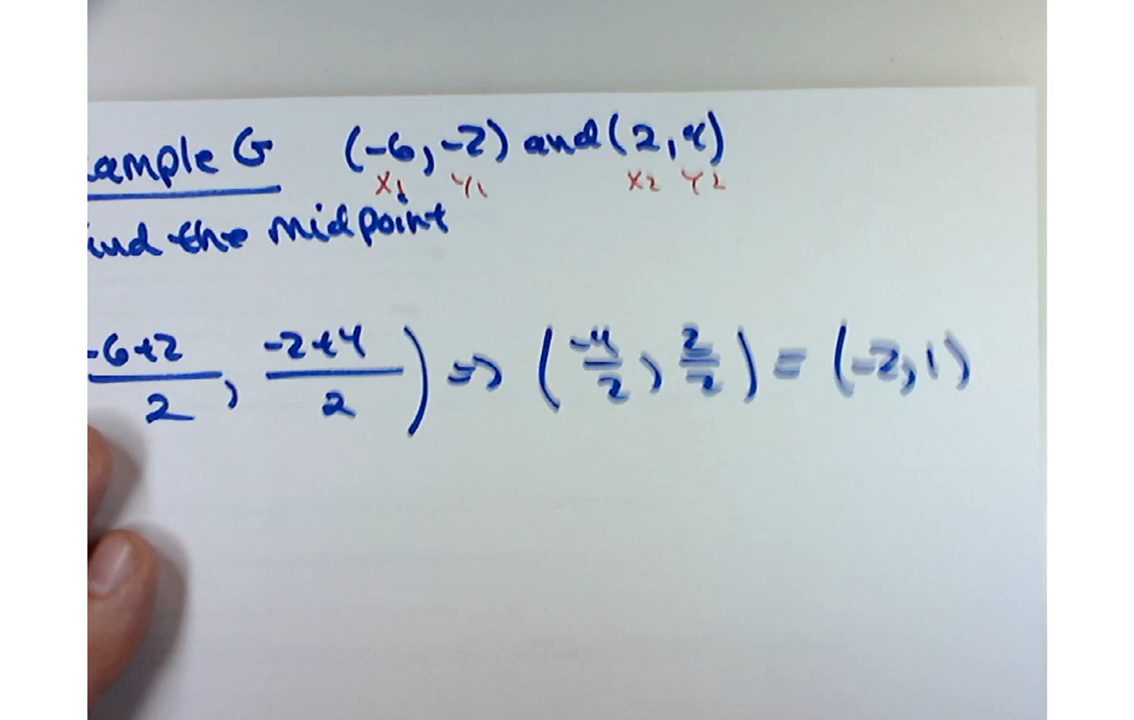 ample G (-6, -2) and (2, 4)
x1 y1 x2 y2
ind the midpoint
-6+2/2, -2+4/2) => (-4/2, 2/2) = (-2, 1)